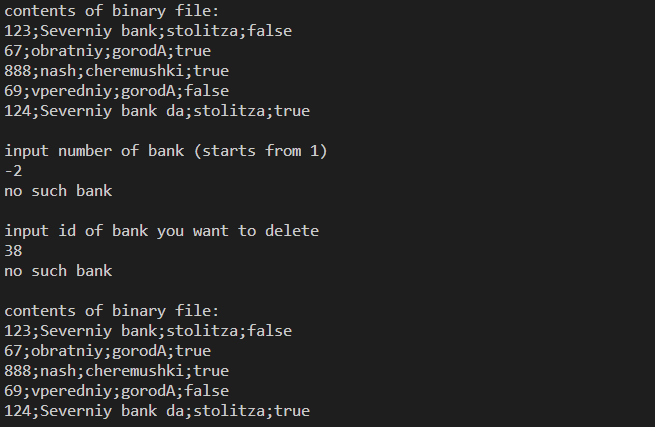 contents of binary file:
123;Severniy bank;stolitza;false
67;obratniy;gorodA;true
888;nash;cheremushki;true
69;vperedniy;gorodA;false
124;Severniy bank da;stolitza;true
input number of bank (starts from 1)
-2
no such bank
input id of bank you want to delete
38
no such bank
contents of binary file:
123;Severniy bank;stolitza;false
67;obratniy;gorodA;true
888;nash;cheremushki;true
69;vperedniy;gorodA;false
124;Severniy bank da;stolitza;true